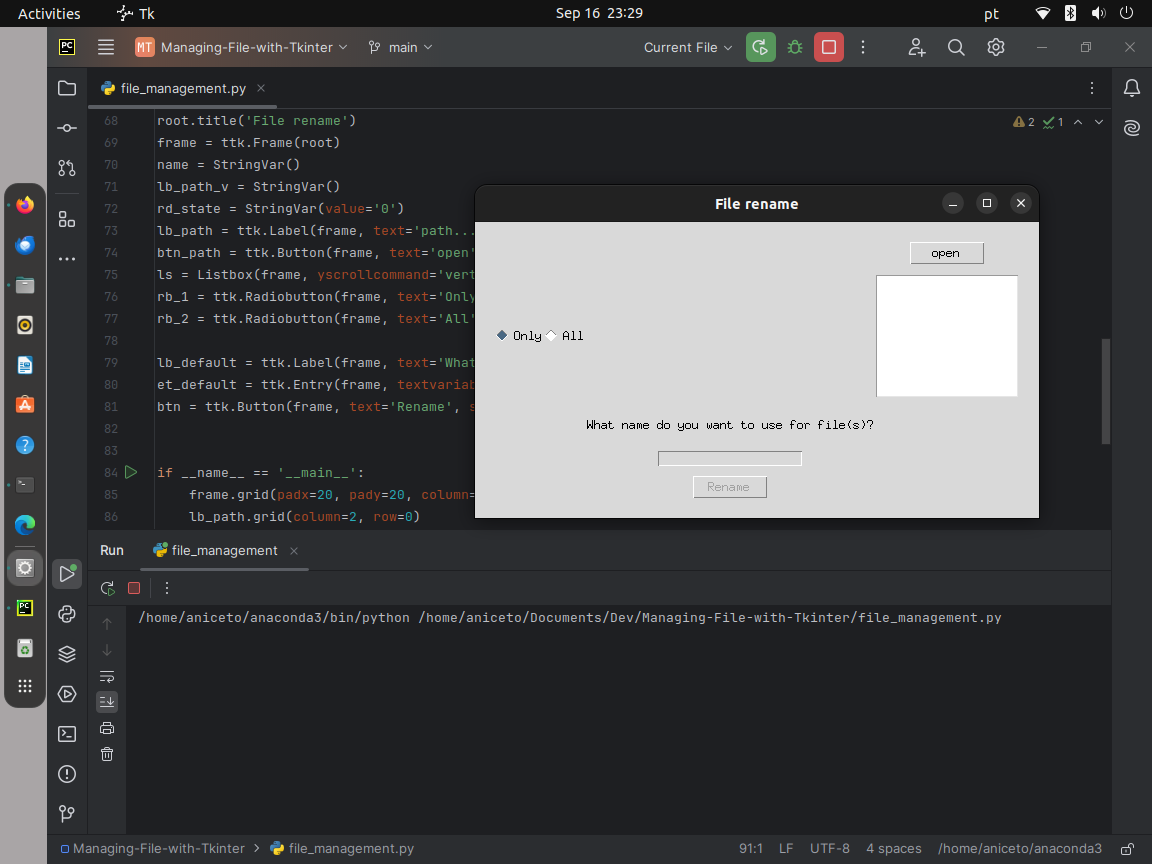 Activities Tk Sep 16 23:29 pt
PC MT Managing-File-with-Tkinter main Current File
file_management.py
2 1
68 root.title('File rename')
69 frame = ttk.Frame(root)
70 name = StringVar()
71 lb_path_v = StringVar()
72 rd_state = StringVar(value='0')
73 lb_path = ttk.Label(frame, text='path...
74 btn_path = ttk.Button(frame, text='open'
75 ls = Listbox(frame, yscrollcommand='vert
76 rb_1 = ttk.Radiobutton(frame, text='Only
77 rb_2 = ttk.Radiobutton(frame, text='All'
78
79 lb_default = ttk.Label(frame, text='What
80 et_default = ttk.Entry(frame, textvariab
81 btn = ttk.Button(frame, text='Rename', s
82
83
84 if __name__ == '__main__':
85 frame.grid(padx=20, pady=20, column=
86 lb_path.grid(column=2, row=0)
File rename
open
Only All
What name do you want to use for file(s)?
Rename
Run file_management
/home/aniceto/anaconda3/bin/python /home/aniceto/Documents/Dev/Managing-File-with-Tkinter/file_management.py
Managing-File-with-Tkinter file_management.py 91:1 LF UTF-8 4 spaces /home/aniceto/anaconda3